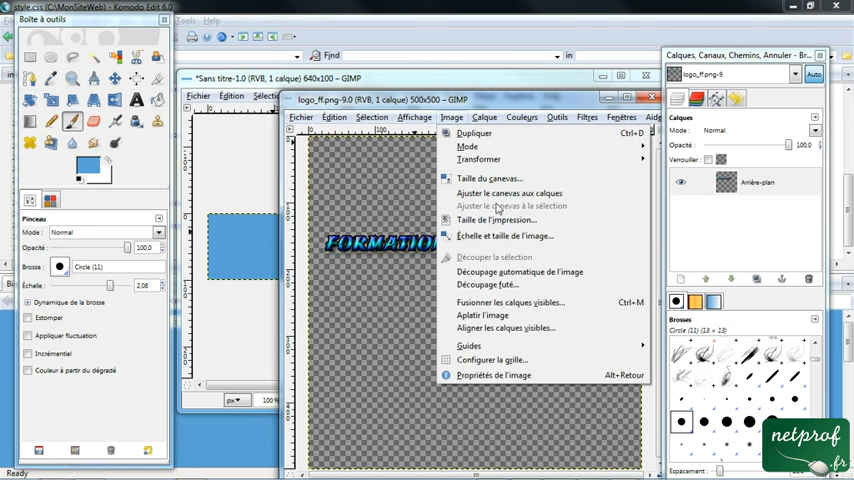 style.css (C:\MonSiteWeb) - Komodo Edit 6.0
Tools
Help
Find
in
Boîte à outils
Pinceau
Mode :
Normal
Opacité :
100,0
Brosse :
Circle (11)
Échelle :
2,08
Dynamique de la brosse
Estomper
Appliquer fluctuation
Incrémentiel
Couleur à partir du dégradé
Ready
*Sans titre-1.0 (RVB, 1 calque) 640x100 – GIMP
Fichier
Édition
px
100 %
logo_ff.png-9.0 (RVB, 1 calque) 500x500 – GIMP
Fichier
Édition
Sélection
Affichage
Image
Calque
Couleurs
Outils
Filtres
Fenêtres
FORMATION
Dupliquer
Ctrl+D
Mode
Transformer
Taille du canevas...
Ajuster le canevas aux calques
Ajuster le canevas à la sélection
Taille de l'impression...
Échelle et taille de l'image...
Découper la sélection
Découpage automatique de l'image
Découpage futé...
Fusionner les calques visibles...
Ctrl+M
Aplatir l'image
Aligner les calques visibles...
Guides
Configurer la grille...
Propriétés de l'image
Alt+Retour
Calques, Canaux, Chemins, Annuler - Br...
logo_ff.png-9
Auto
Calques
Mode :
Normal
Opacité :
100,0
Verrouiller :
Arrière-plan
Brosses
Circle (11) (13 × 13)
Espacement :
netprof
.fr